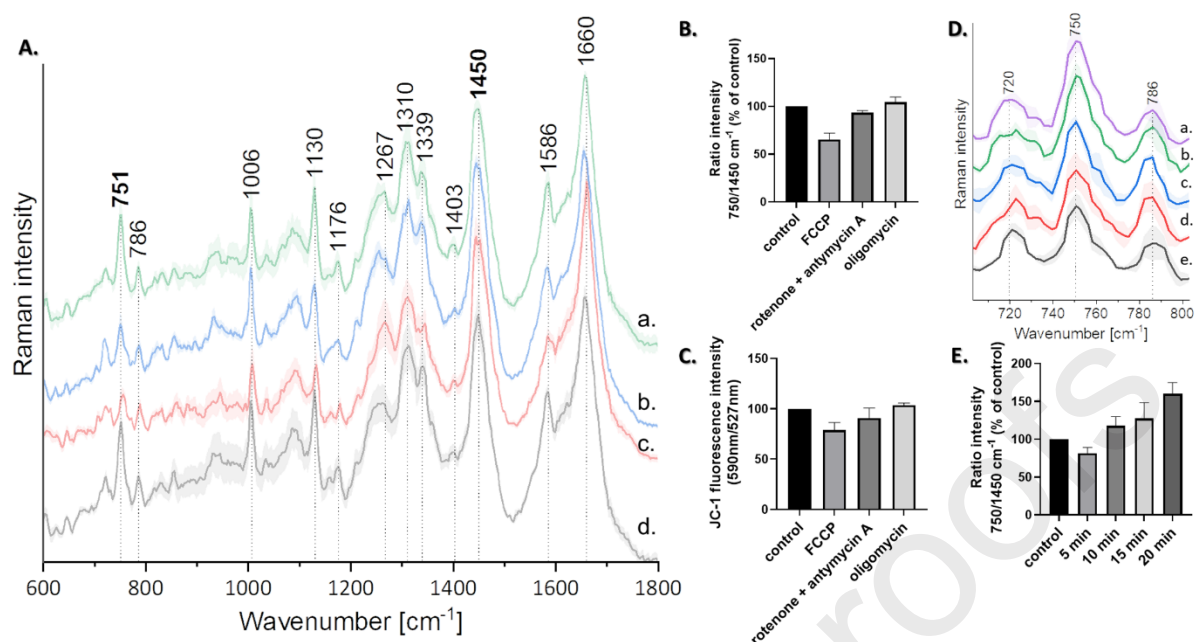 A.
Raman intensity
751
786
1006
1130
1176
1267
1310
1339
1403
1450
1586
1660
a.
b.
c.
d.
600
800
1000
1200
1400
1600
1800
Wavenumber [cm⁻¹]
B.
Ratio intensity
750/1450 cm⁻¹ (% of control)
150
100
50
0
control
FCCP
rotenone + antymycin A
oligomycin
C.
JC-1 fluorescence intensity
(590nm/527nm)
150
100
50
0
control
FCCP
rotenone + antymycin A
oligomycin
D.
Raman intensity
720
750
786
a.
b.
c.
d.
e.
720
740
760
780
800
Wavenumber [cm⁻¹]
E.
Ratio intensity
750/1450 cm⁻¹ (% of control)
200
150
100
50
0
control
5 min
10 min
15 min
20 min
roofs